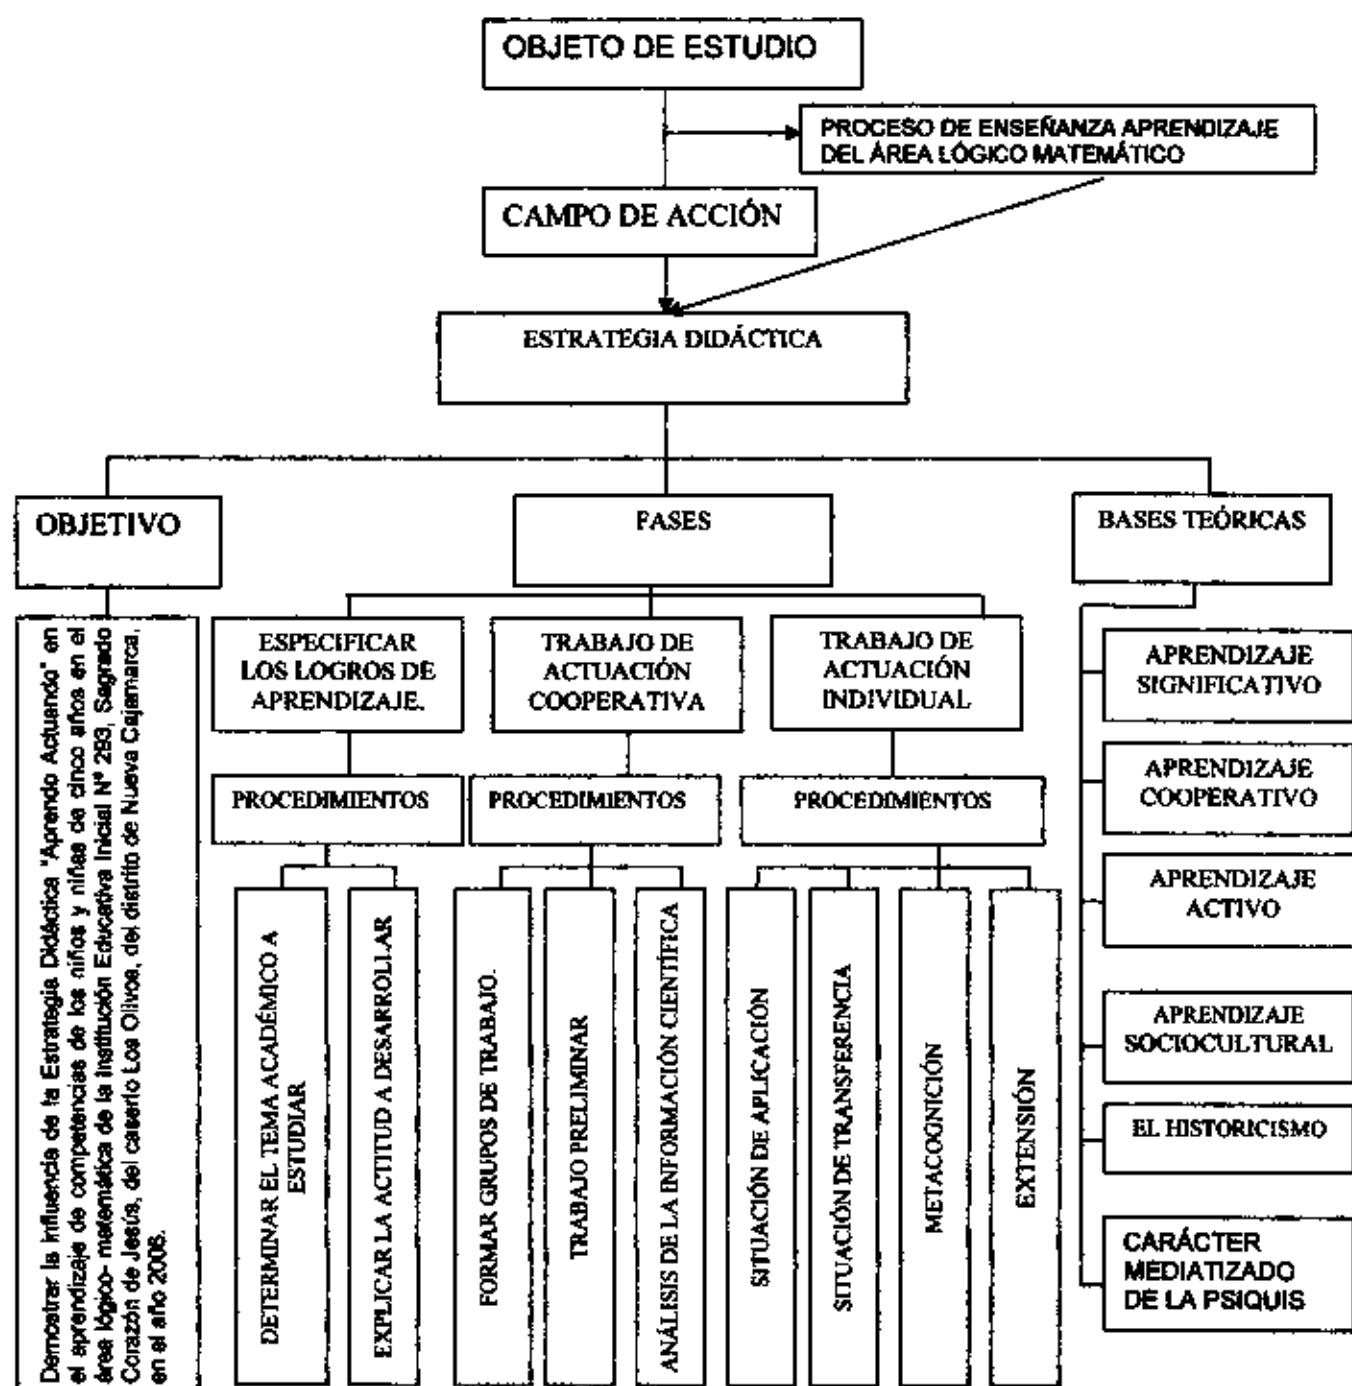 OBJETO DE ESTUDIO
PROCESO DE ENSEÑANZA APRENDIZAJE
DEL ÁREA LÓGICO MATEMÁTICO
CAMPO DE ACCIÓN
ESTRATEGIA DIDÁCTICA
OBJETIVO
FASES
BASES TEÓRICAS
Demostrar la influencia de la Estrategia Didáctica "Aprendo Actuando" en
el aprendizaje de competencias de los niños y niñas de cinco años en el
área lógico- matemática de la Institución Educativa Inicial Nº 293, Sagrado
Corazón de Jesús, del caserío Los Olivos, del distrito de Nueva Cajamarca,
en el año 2008.
ESPECIFICAR
LOS LOGROS DE
APRENDIZAJE.
TRABAJO DE
ACTUACIÓN
COOPERATIVA
TRABAJO DE
ACTUACIÓN
INDIVIDUAL
PROCEDIMIENTOS
PROCEDIMIENTOS
PROCEDIMIENTOS
DETERMINAR EL TEMA ACADÉMICO A
ESTUDIAR
EXPLICAR LA ACTITUD A DESARROLLAR
FORMAR GRUPOS DE TRABAJO.
TRABAJO PRELIMINAR
ANÁLISIS DE LA INFORMACIÓN CIENTÍFICA
SITUACIÓN DE APLICACIÓN
SITUACIÓN DE TRANSFERENCIA
METACOGNICIÓN
EXTENSIÓN
APRENDIZAJE
SIGNIFICATIVO
APRENDIZAJE
COOPERATIVO
APRENDIZAJE
ACTIVO
APRENDIZAJE
SOCIOCULTURAL
EL HISTORICISMO
CARÁCTER
MEDIATIZADO
DE LA PSIQUIS